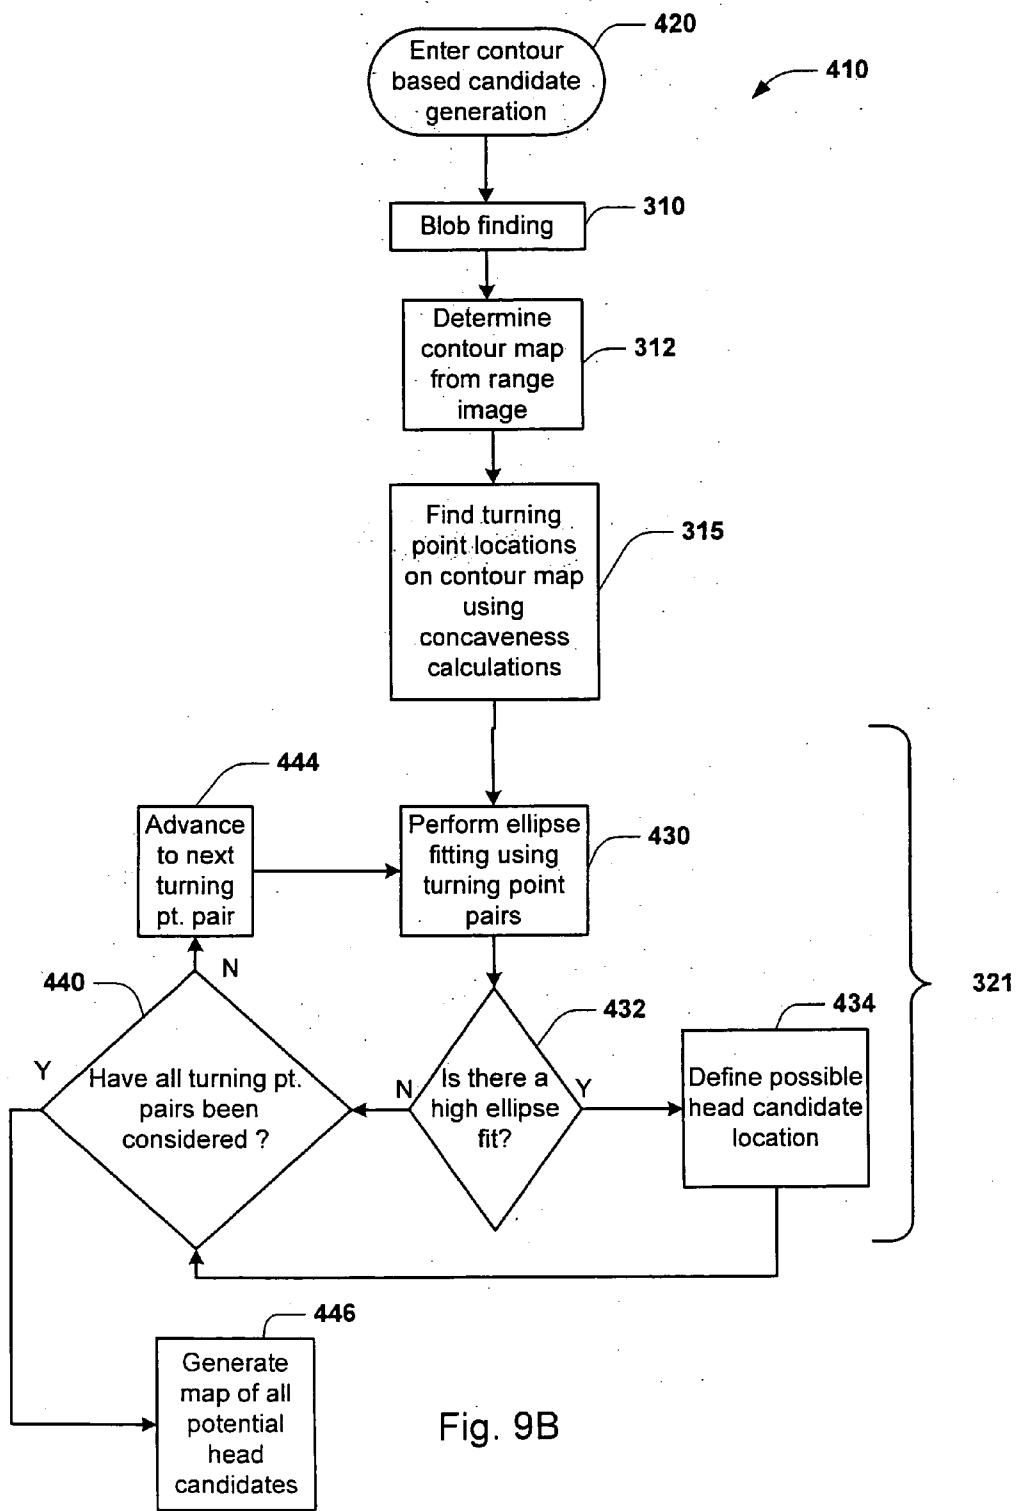 420
Enter contour
based candidate
generation
410
Blob finding
310
Determine
contour map
from range
image
312
Find turning
point locations
on contour map
using
concaveness
calculations
315
444
Advance
to next
turning
pt. pair
Perform ellipse
fitting using
turning point
pairs
430
N
440
Y
Have all turning pt.
pairs been
considered ?
432
N
Is there a
high ellipse
fit?
Y
434
Define possible
head candidate
location
321
446
Generate
map of all
potential
head
candidates
Fig. 9B